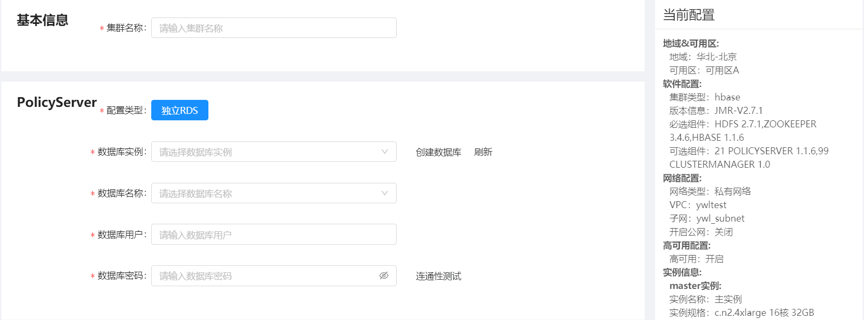 基本信息
* 集群名称: 请输入集群名称
PolicyServer
* 配置类型: 独立RDS
* 数据库实例: 请选择数据库实例 创建数据库 刷新
* 数据库名称: 请选择数据库名称
* 数据库用户: 请输入数据库用户
* 数据库密码: 请输入数据库密码 连通性测试
当前配置
地域&可用区:
地域: 华北-北京
可用区: 可用区A
软件配置:
集群类型: hbase
版本信息: JMR-V2.7.1
必选组件: HDFS 2.7.1,ZOOKEEPER
3.4.6,HBASE 1.1.6
可选组件: 21 POLICYSERVER 1.1.6,99
CLUSTERMANAGER 1.0
网络配置:
网络类型: 私有网络
VPC: ywltest
子网: ywl_subnet
开启公网: 关闭
高可用配置:
高可用: 开启
实例信息:
master实例:
实例名称: 主实例
实例规格: c.n2.4xlarge 16核 32GB